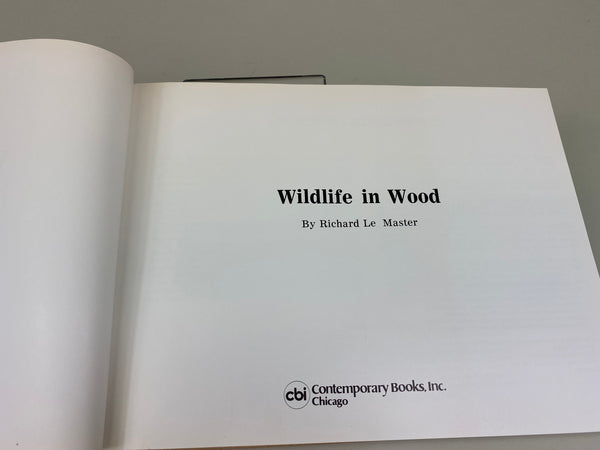 Wildlife in Wood
By Richard Le Master
cbi
Contemporary Books, Inc.
Chicago